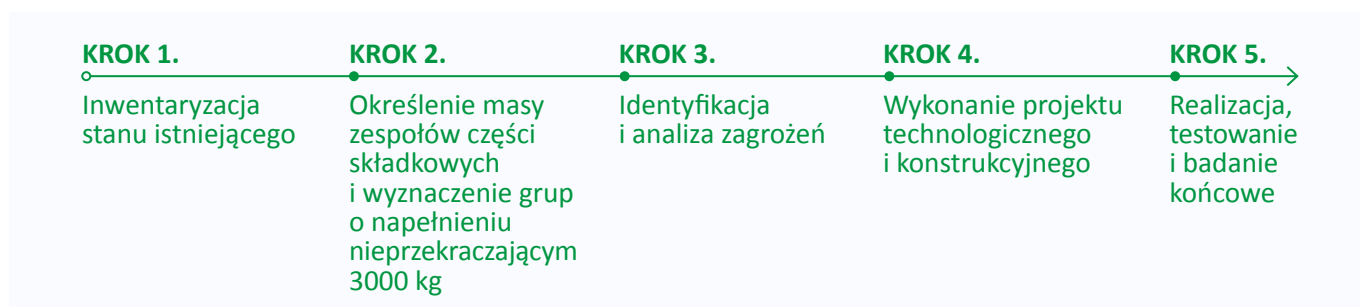 KROK 1.
Inwentaryzacja
stanu istniejącego
KROK 2.
Określenie masy
zespołów części
składkowych
i wyznaczenie grup
o napełnieniu
nieprzekraczającym
3000 kg
KROK 3.
Identyfikacja
i analiza zagrożeń
KROK 4.
Wykonanie projektu
technologicznego
i konstrukcyjnego
KROK 5.
Realizacja,
testowanie
i badanie
końcowe